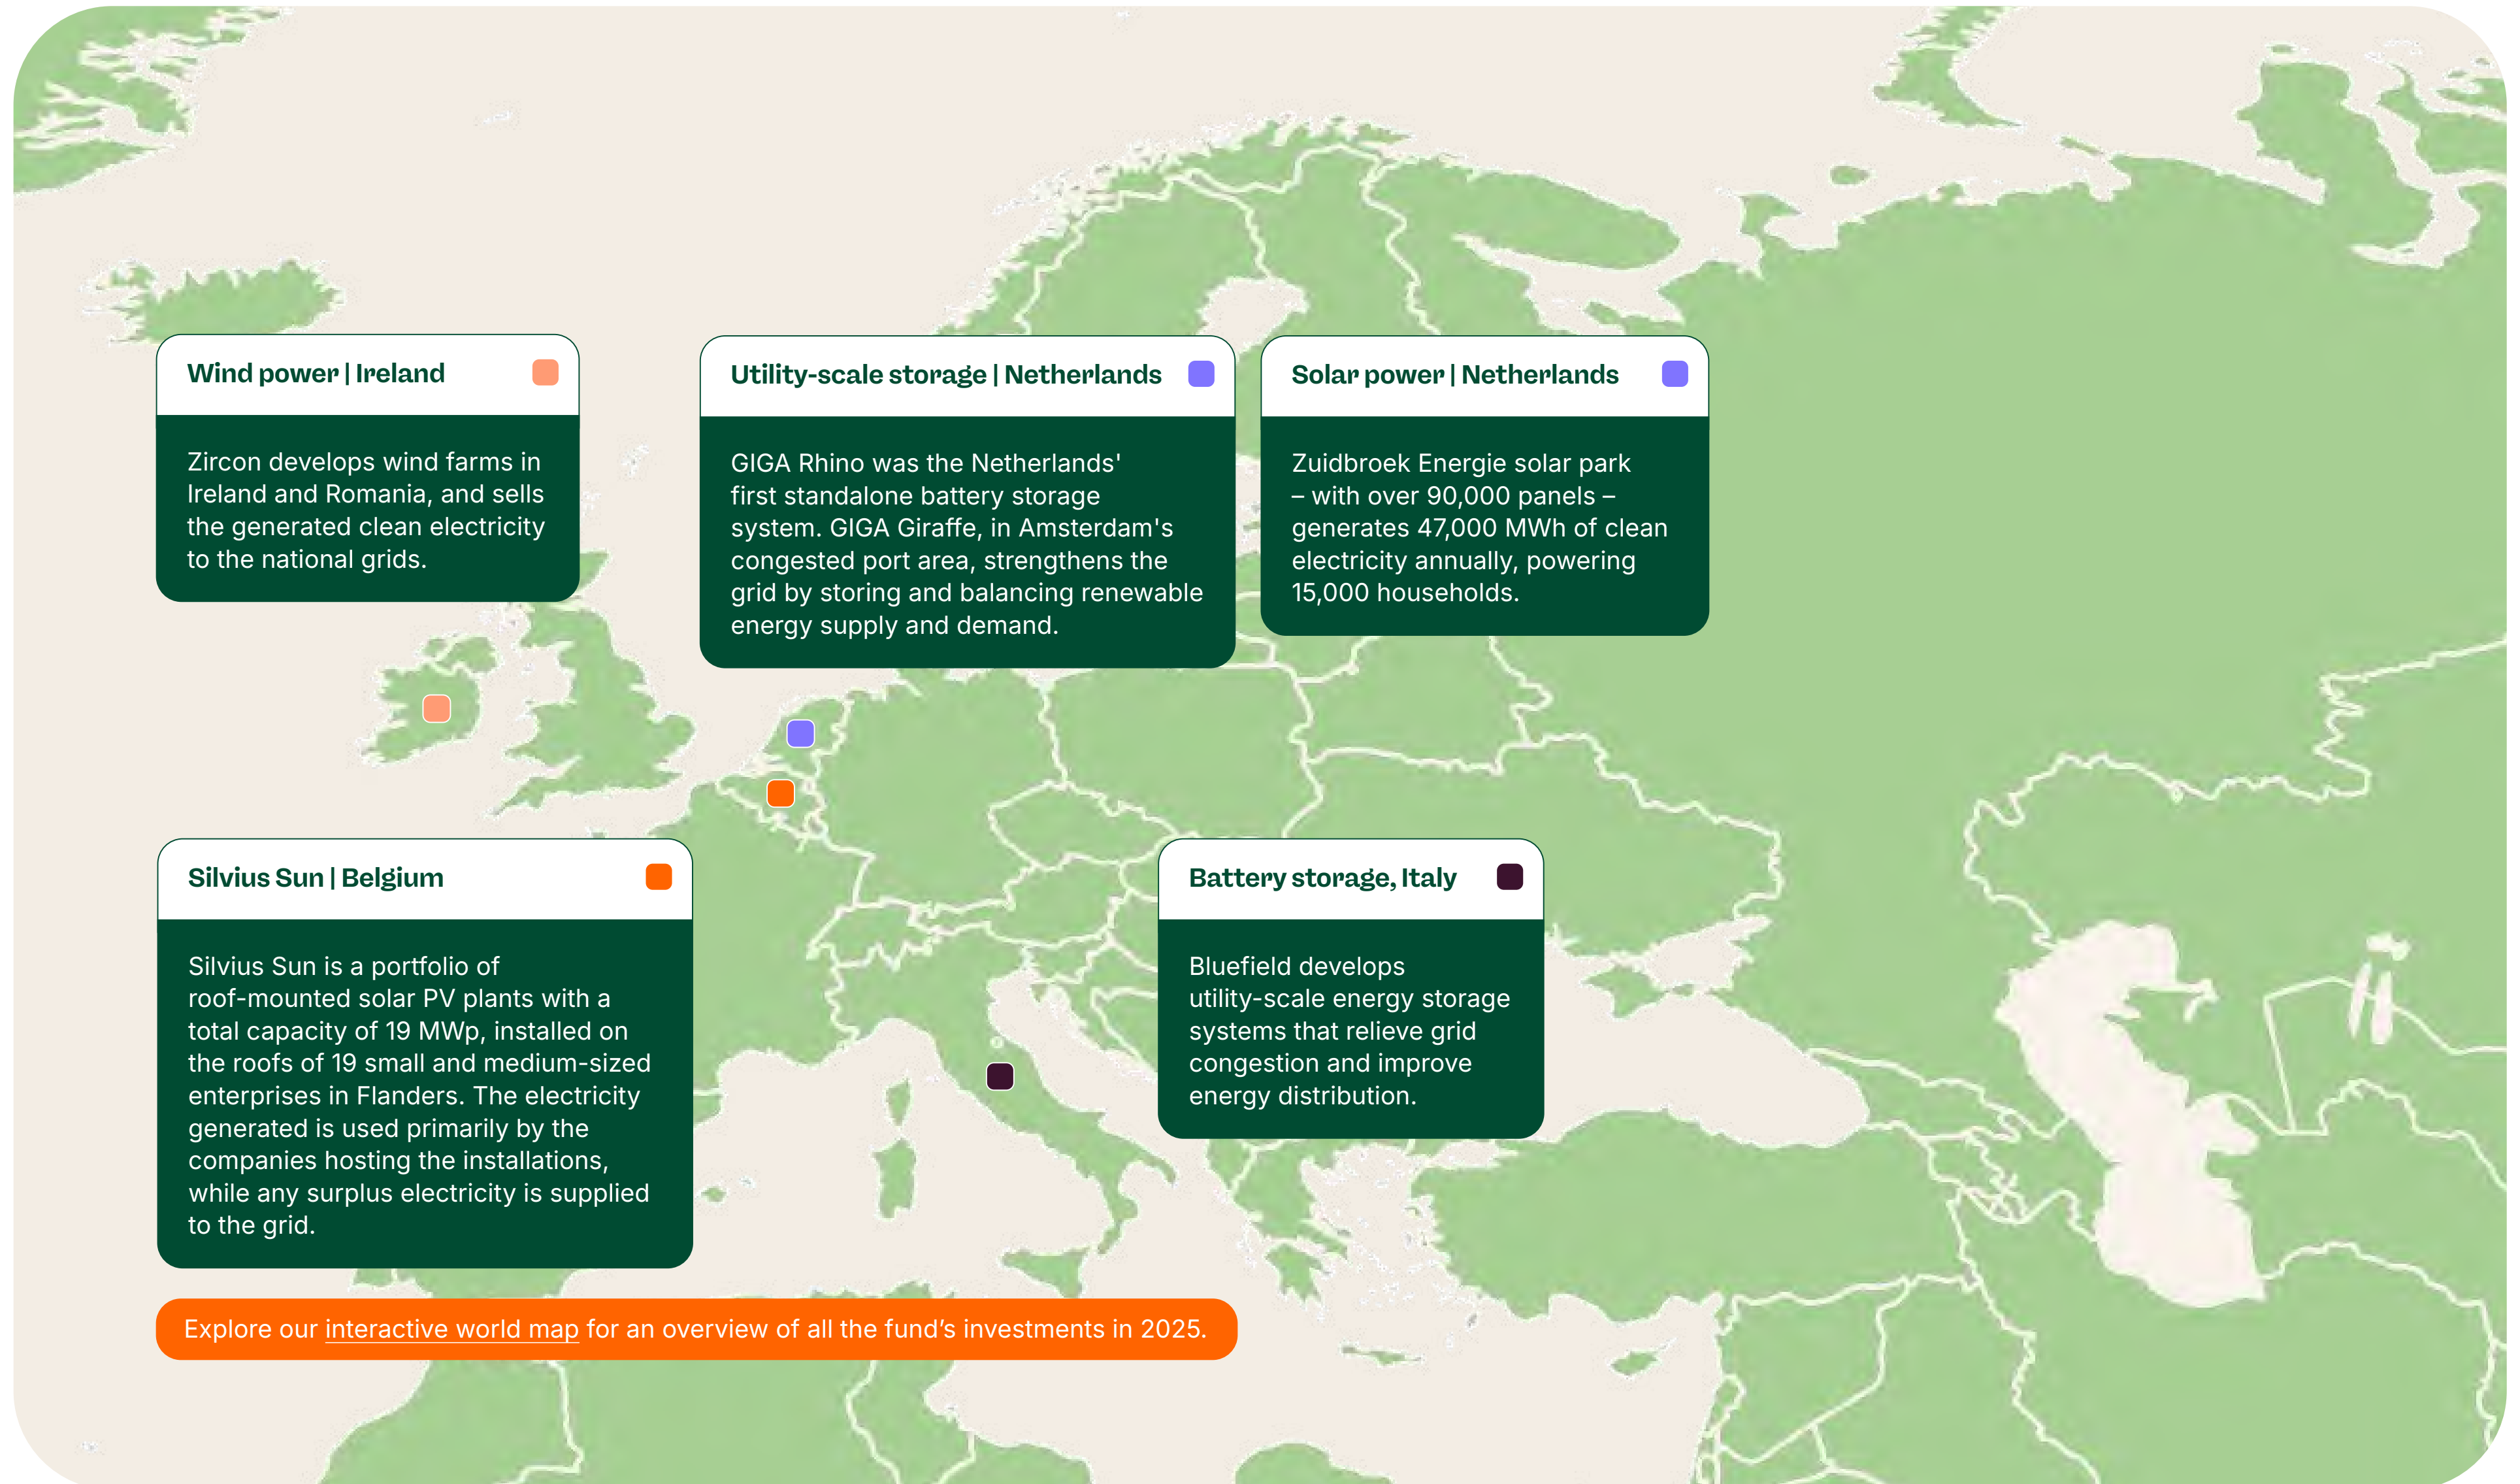 Wind power | Ireland
Zircon develops wind farms in
Ireland and Romania, and sells
the generated clean electricity
to the national grids.
Utility-scale storage | Netherlands
GIGA Rhino was the Netherlands'
first standalone battery storage
system. GIGA Giraffe, in Amsterdam's
congested port area, strengthens the
grid by storing and balancing renewable
energy supply and demand.
Solar power | Netherlands
Zuidbroek Energie solar park
– with over 90,000 panels –
generates 47,000 MWh of clean
electricity annually, powering
15,000 households.
Silvius Sun | Belgium
Silvius Sun is a portfolio of
roof-mounted solar PV plants with a
total capacity of 19 MWp, installed on
the roofs of 19 small and medium-sized
enterprises in Flanders. The electricity
generated is used primarily by the
companies hosting the installations,
while any surplus electricity is supplied
to the grid.
Battery storage, Italy
Bluefield develops
utility-scale energy storage
systems that relieve grid
congestion and improve
energy distribution.
Explore our interactive world map for an overview of all the fund’s investments in 2025.